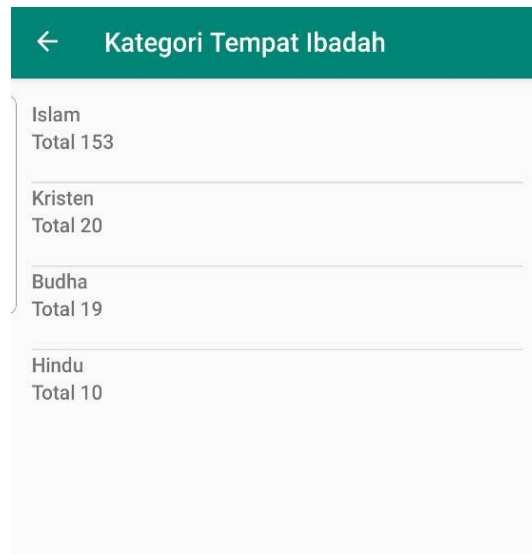 Kategori Tempat Ibadah
Islam
Total 153
Kristen
Total 20
Budha
Total 19
Hindu
Total 10